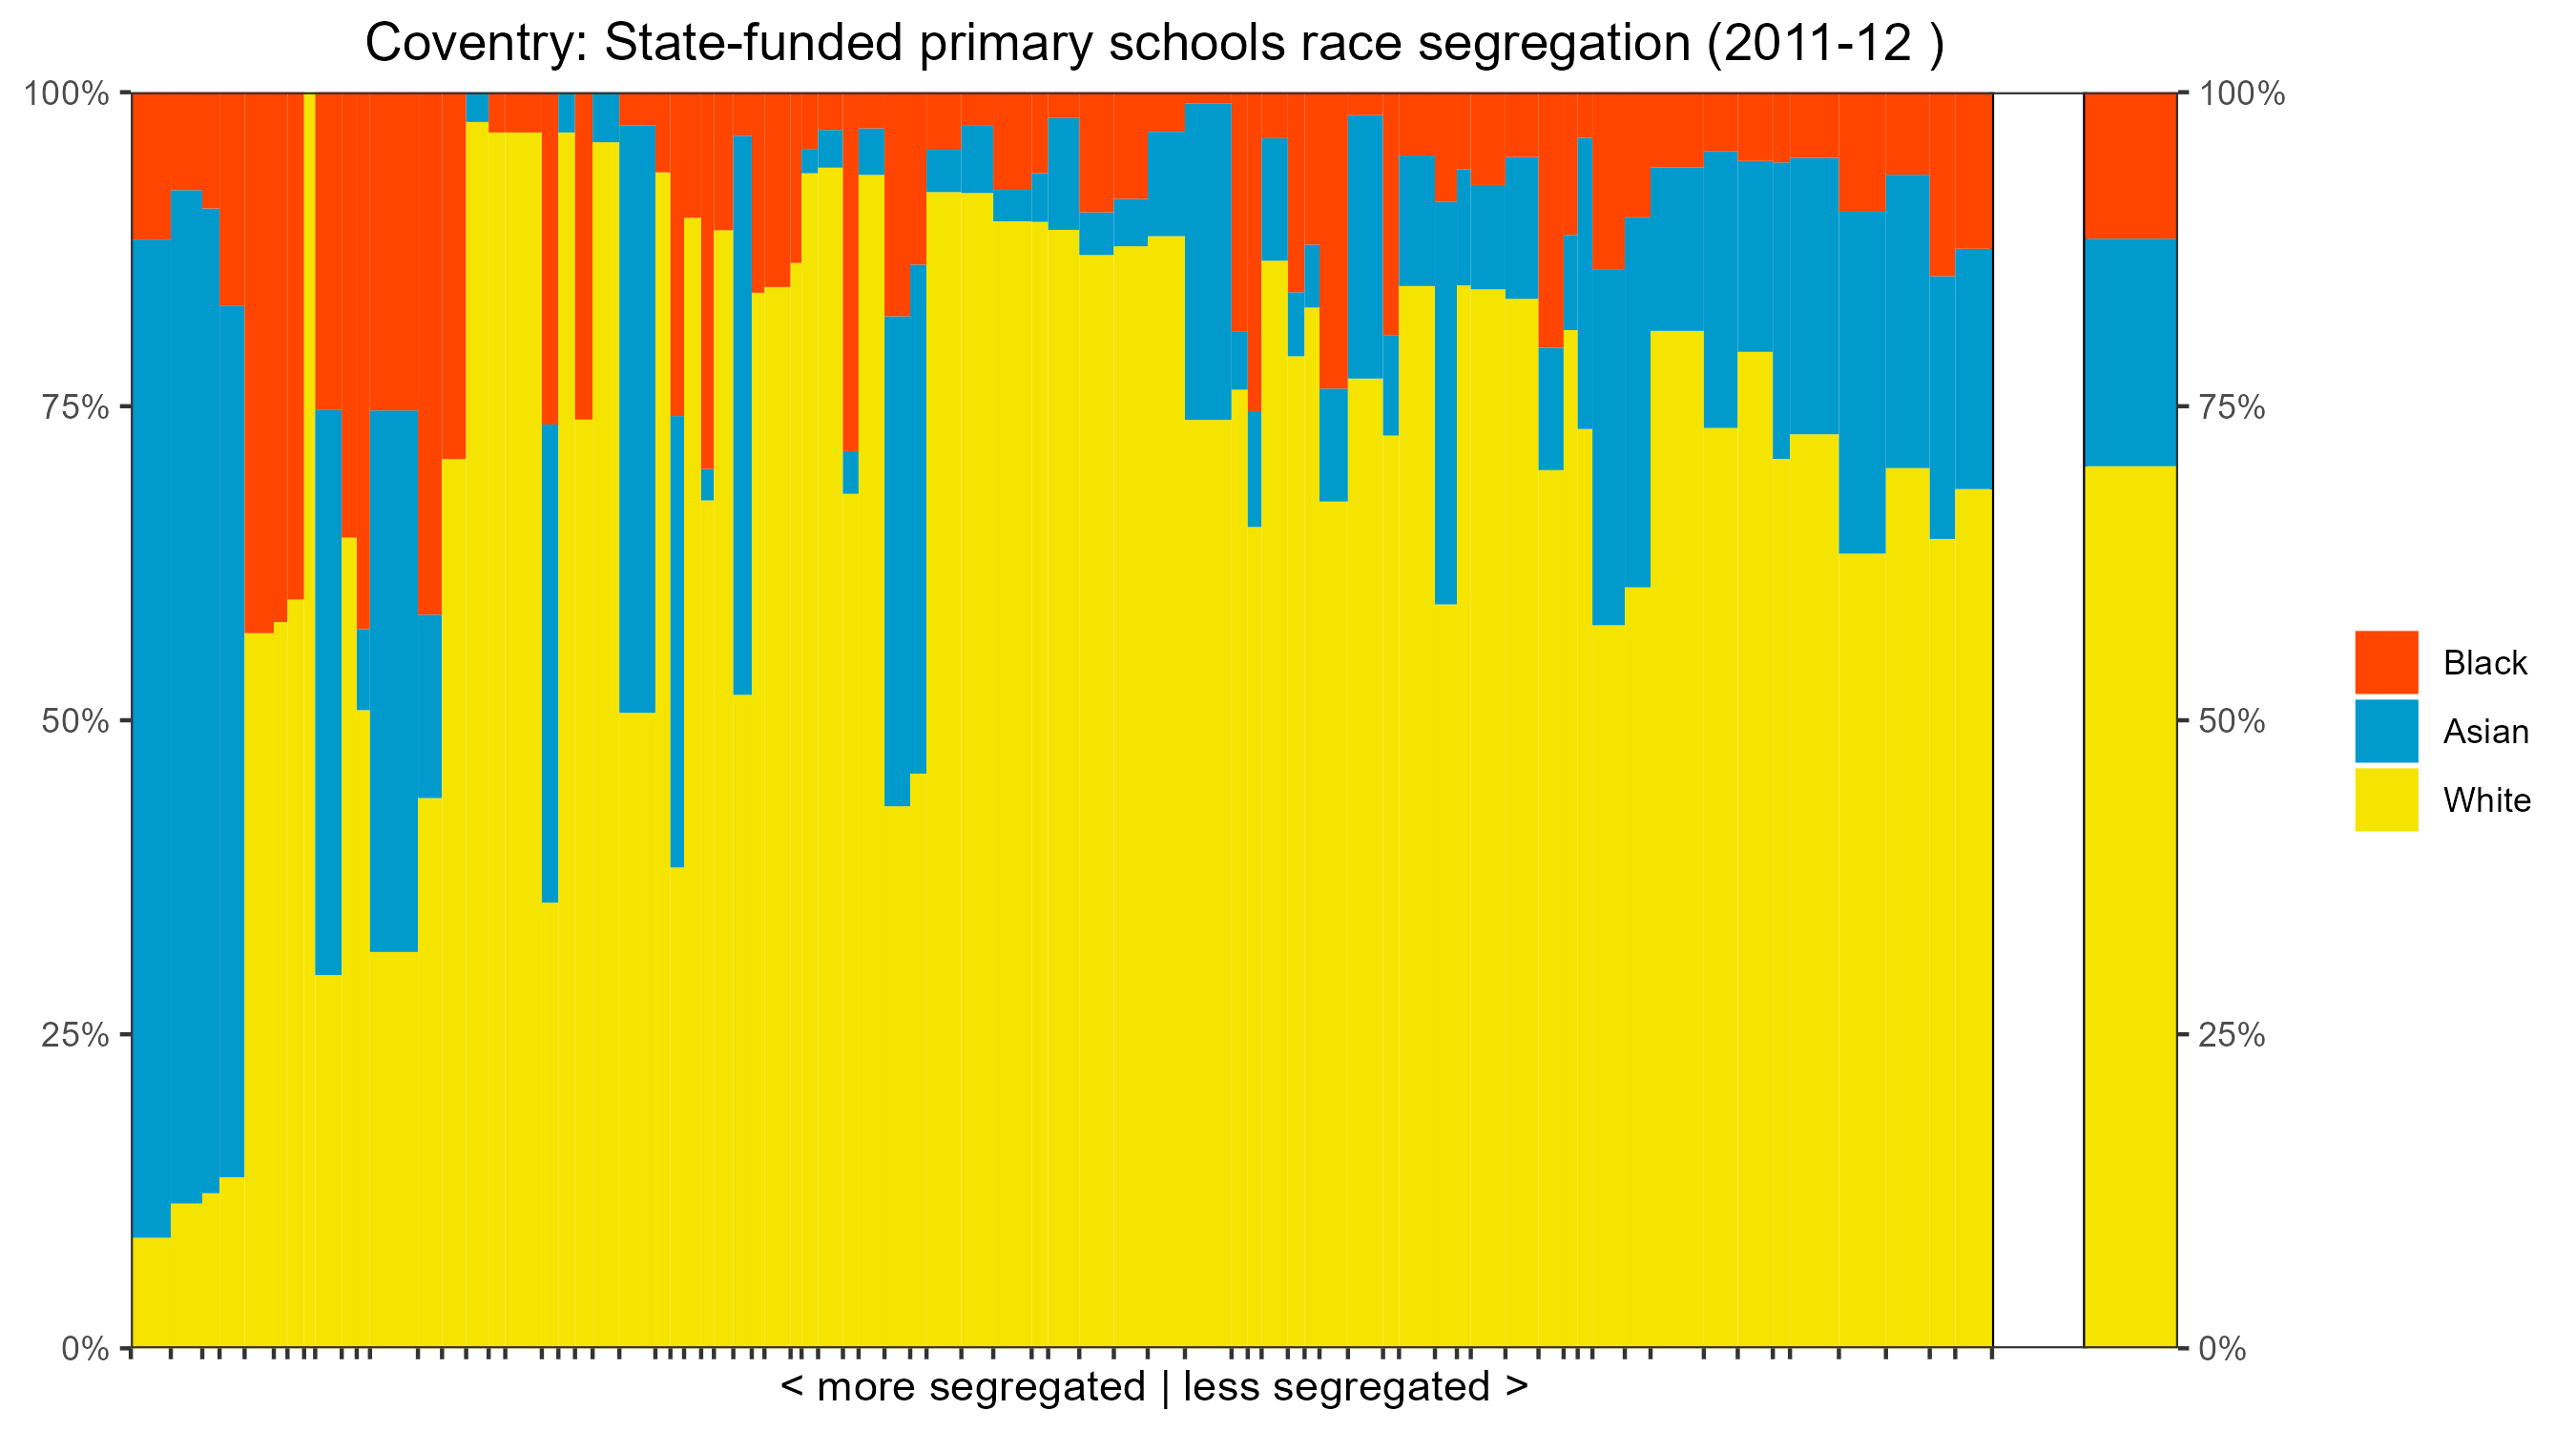 Coventry: State-funded primary schools race segregation (2011-12 )
100%
75%
50%
25%
0%
100%
75%
50%
25%
0%
Black
Asian
White
< more segregated | less segregated >